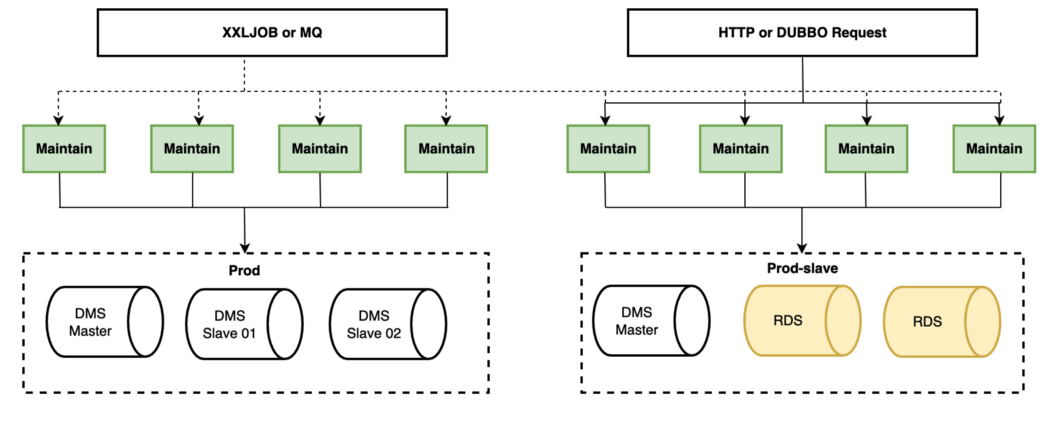 XXLJOB or MQ
HTTP or DUBBO Request
Maintain
Maintain
Maintain
Maintain
Maintain
Maintain
Maintain
Maintain
Prod
DMS
Master
DMS
Slave 01
DMS
Slave 02
Prod-slave
DMS
Master
RDS
RDS